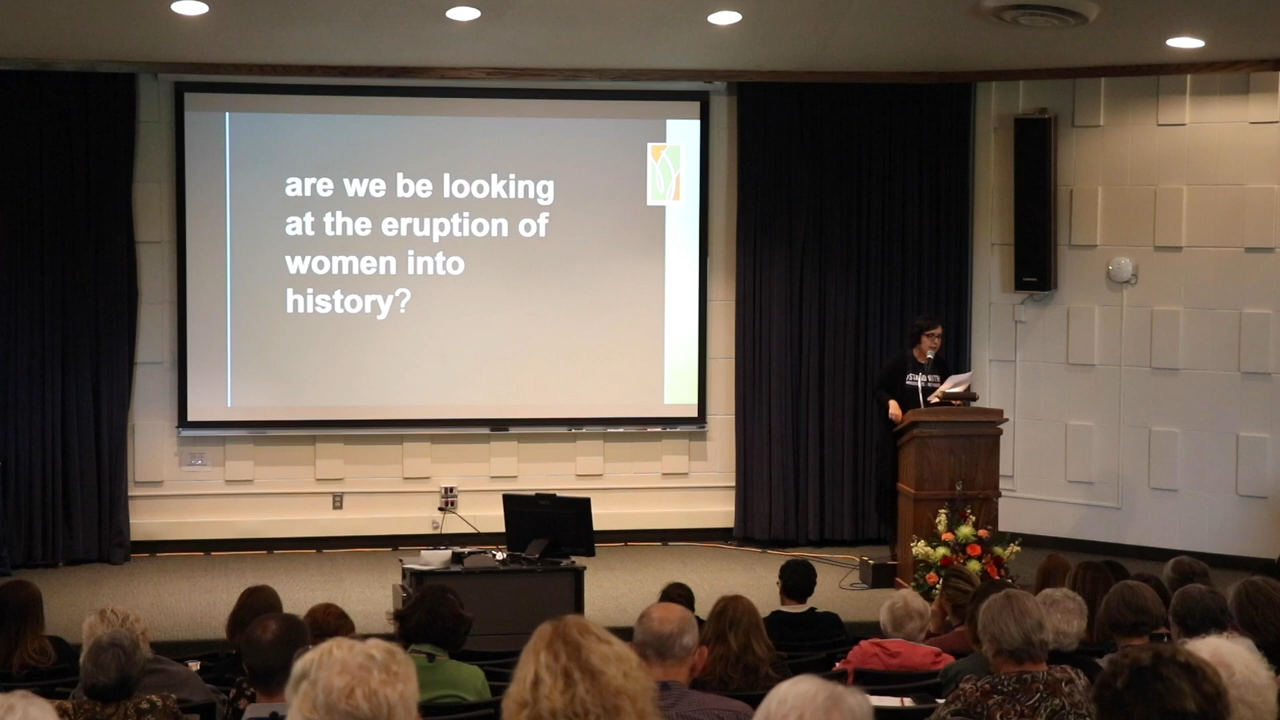 are we be looking
at the eruption of
women into
history?